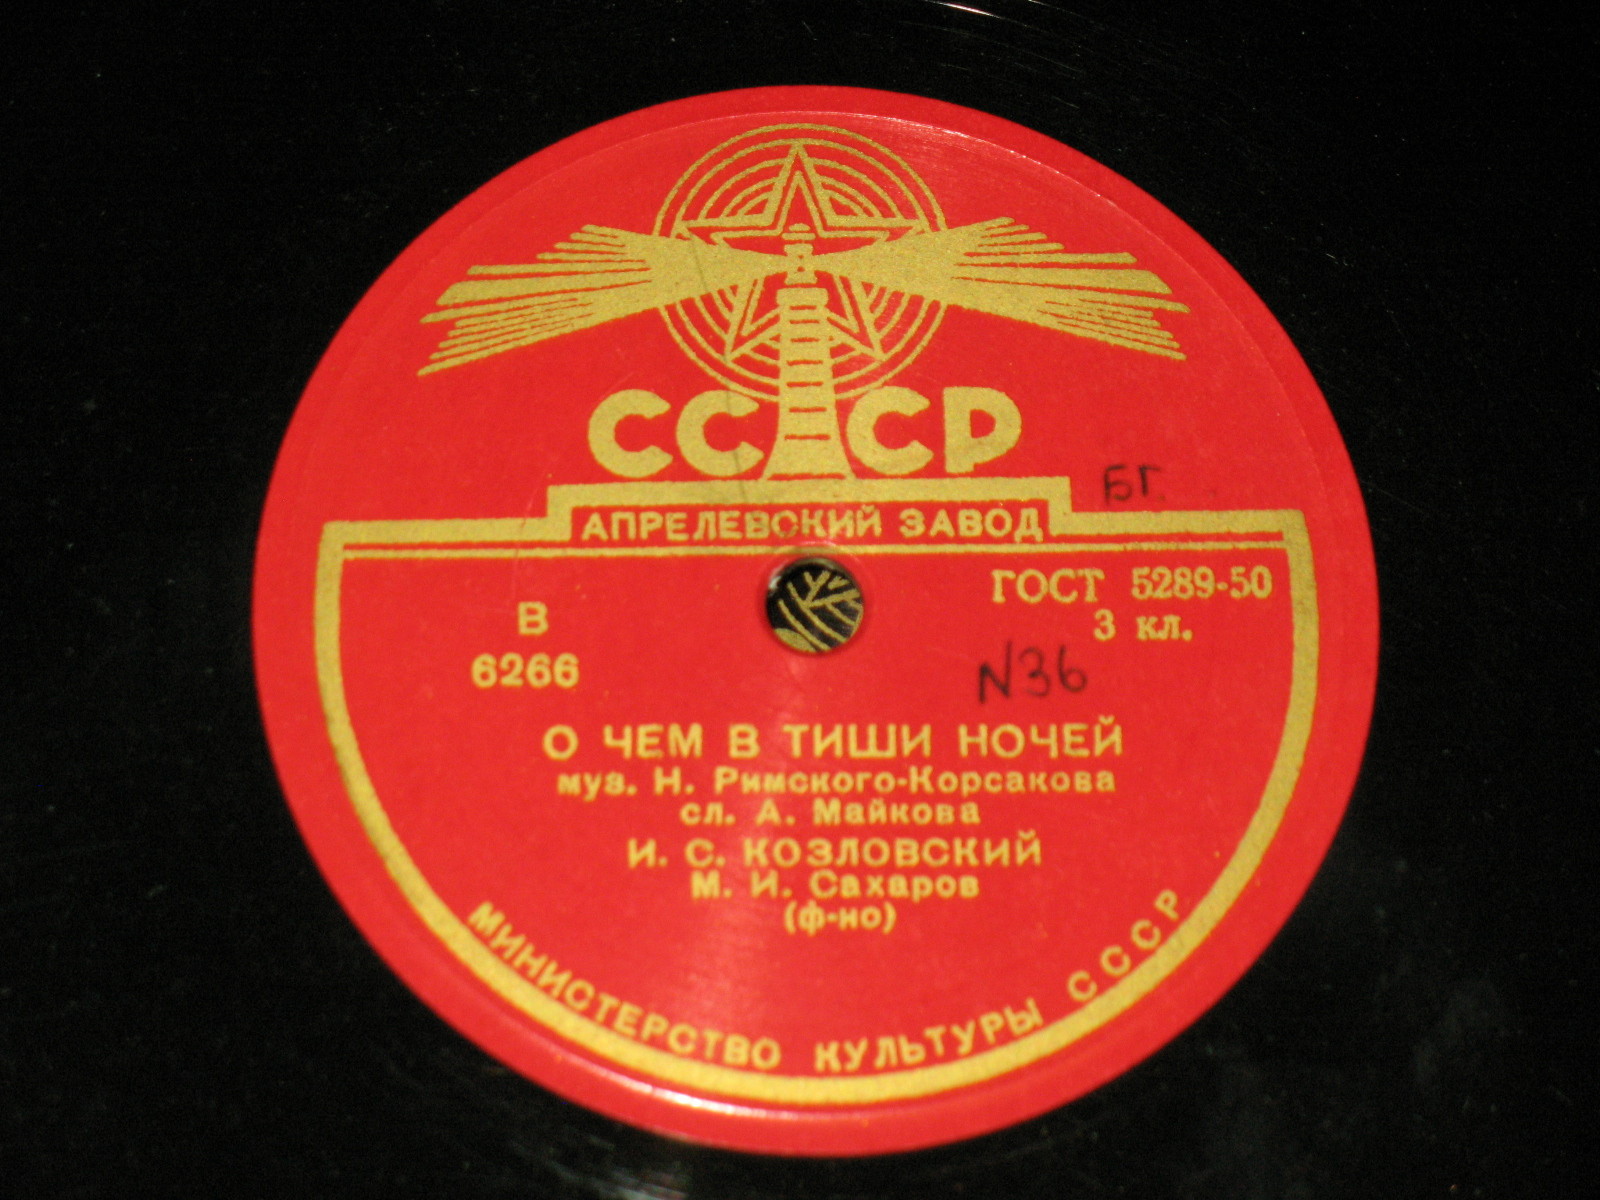 СССР
БГ
АПРЕЛЕВСКИЙ ЗАВОД
ГОСТ 5289-50
3 кл.
В
6266
N36
О ЧЕМ В ТИШИ НОЧЕЙ
муз. Н. Римского-Корсакова
сл. А. Майкова
И. С. КОЗЛОВСКИЙ
М. И. Сахаров
(ф-но)
МИНИСТЕРСТВО КУЛЬТУРЫ СССР